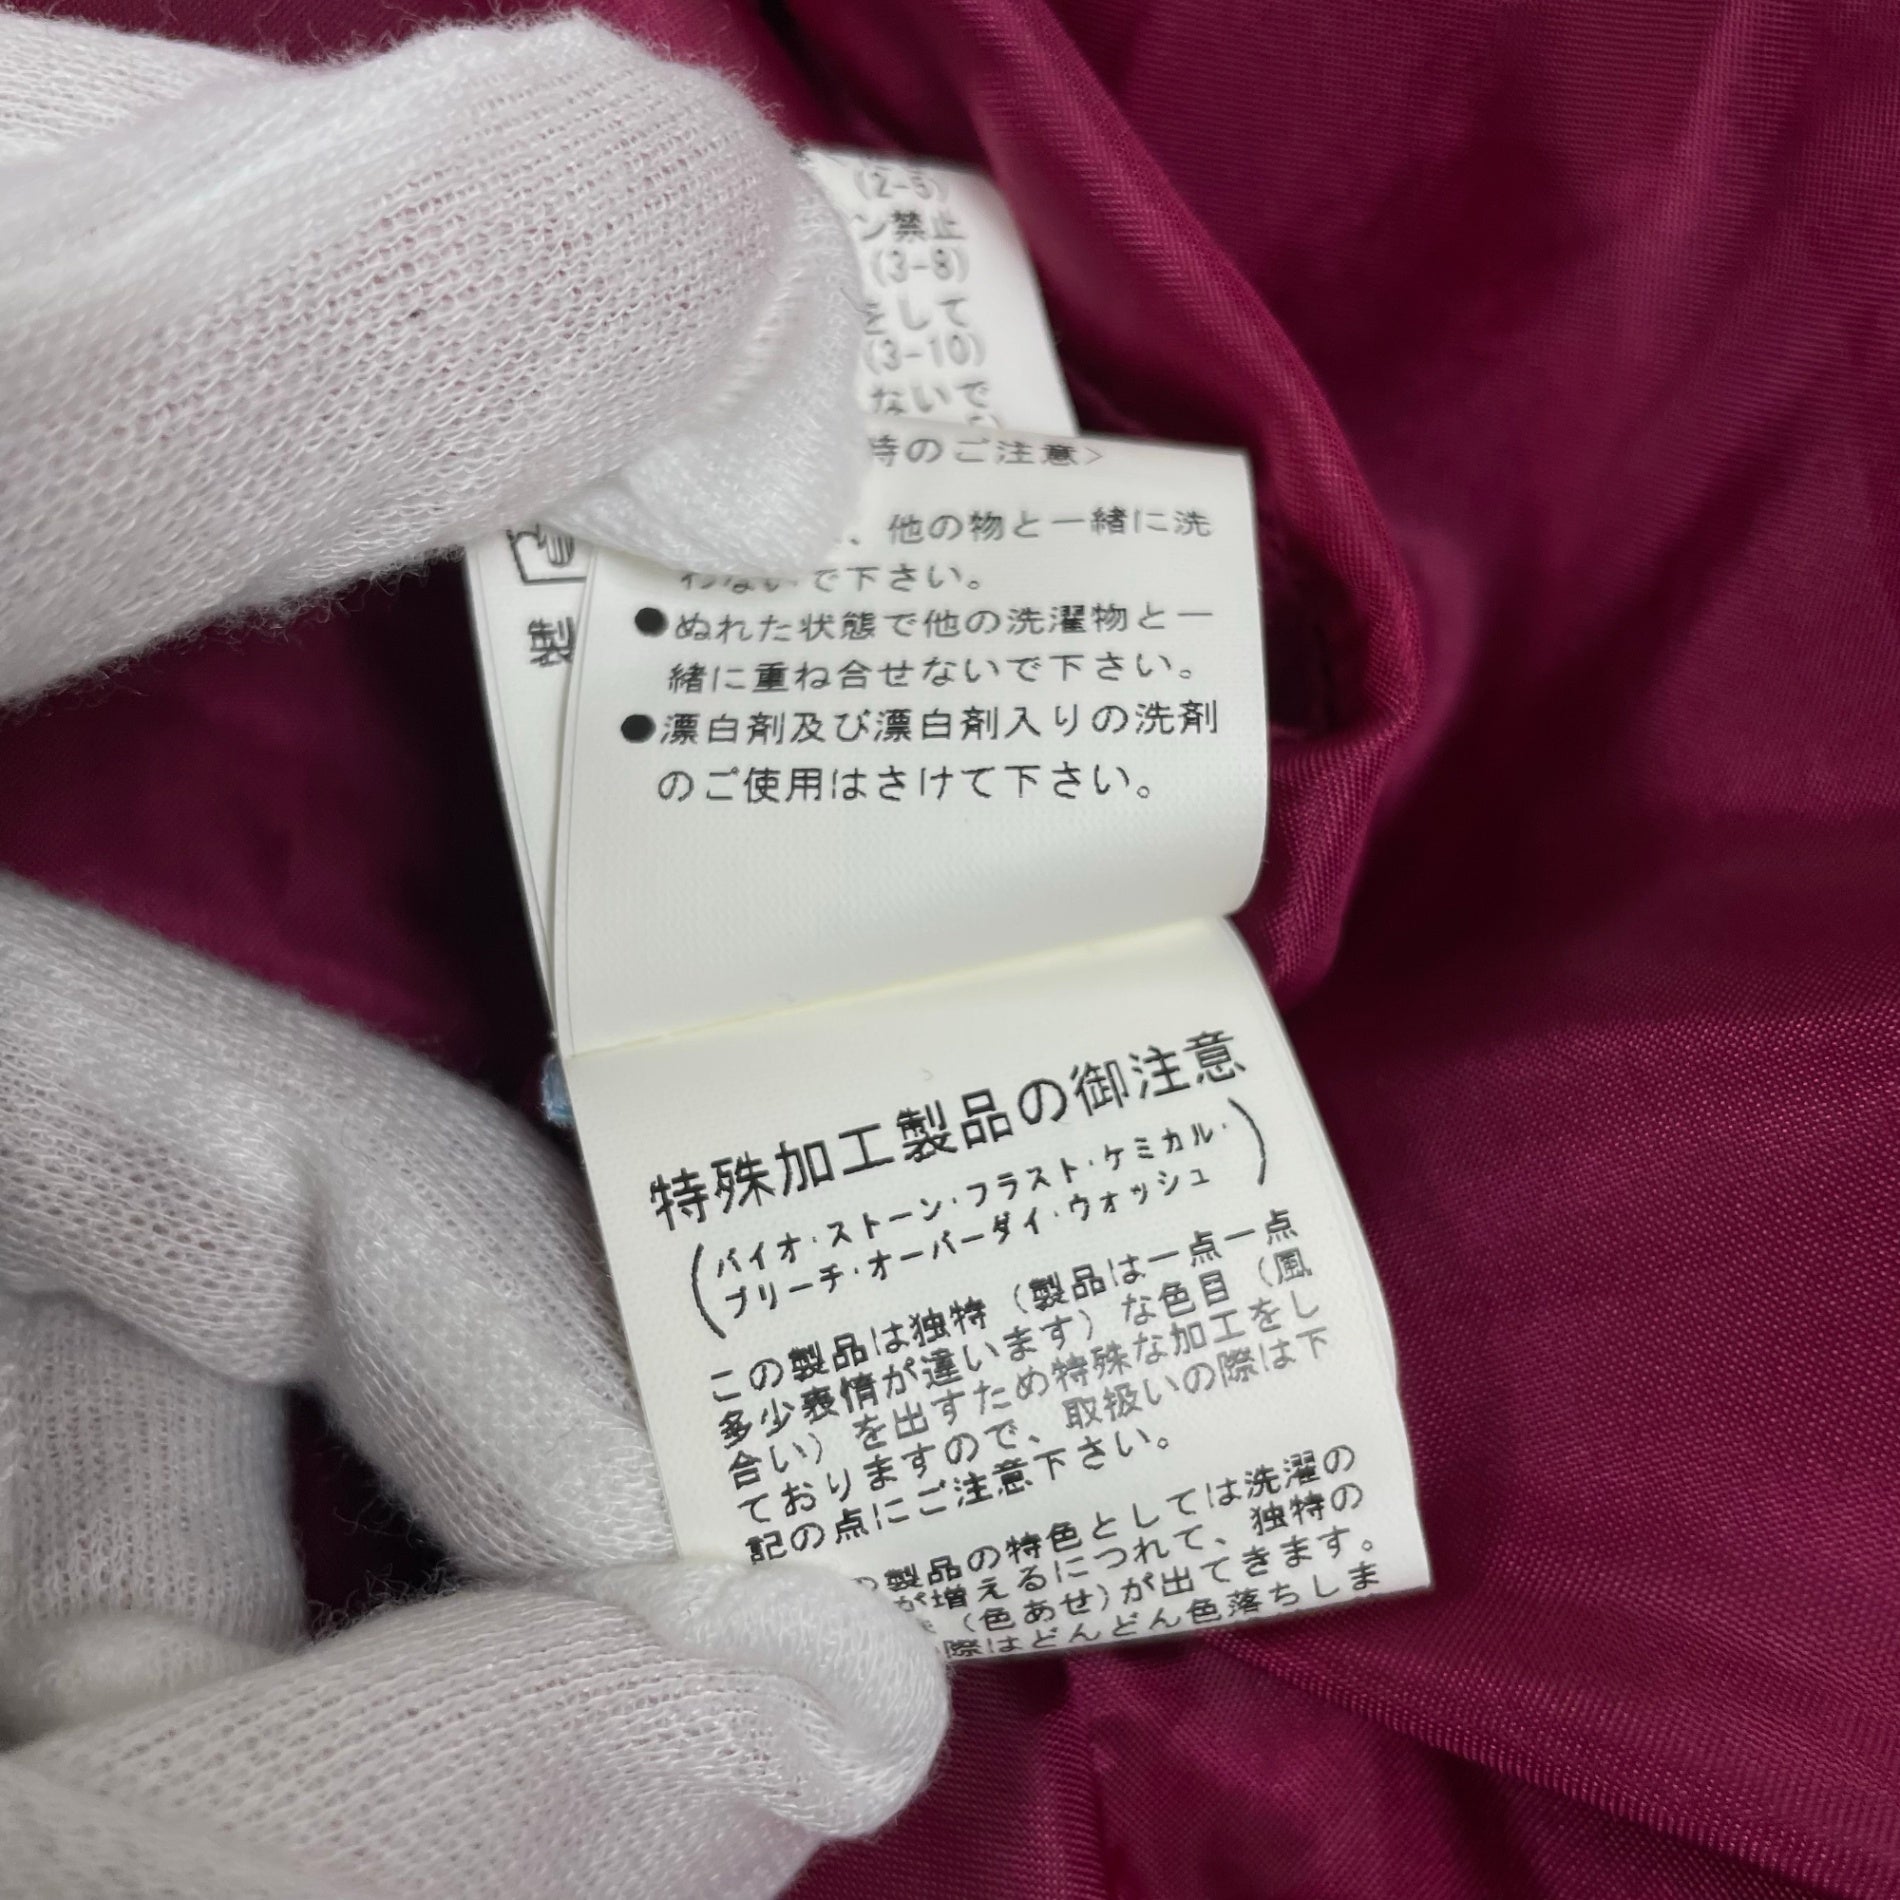 (2-5)
ン禁止
(3-8)
をして
(3-10)
ないで
製
時のご注意>
、他の物と一緒に洗
わないで下さい。
●ぬれた状態で他の洗濯物と一
緒に重ね合せないで下さい。
●漂白剤及び漂白剤入りの洗剤
のご使用はさけて下さい。
特殊加工製品の御注意
(バイオ・ストーン・フラスト・ケミカル・
ブリーチ・オーバーダイ・ウォッシュ)
この製品は独特(製品は一点一点
多少表情が違います)な色目(風
合い)を出すため特殊な加工をし
ておりますので、取扱いの際は下
記の点にご注意下さい。
の製品の特色としては洗濯の
が増えるにつれて、独特の
(色あせ)が出てきます。
際はどんどん色落ちしま